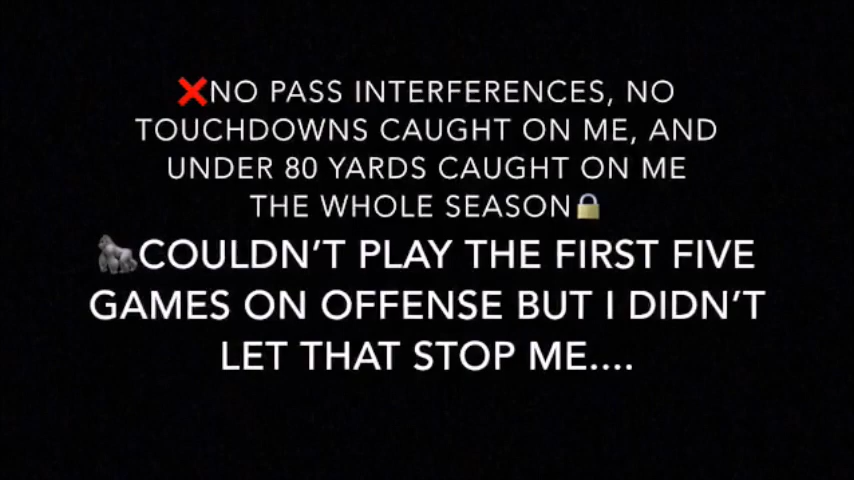 ❌NO PASS INTERFERENCES, NO
TOUCHDOWNS CAUGHT ON ME, AND
UNDER 80 YARDS CAUGHT ON ME
THE WHOLE SEASON🔒
🦍COULDN’T PLAY THE FIRST FIVE
GAMES ON OFFENSE BUT I DIDN’T
LET THAT STOP ME....